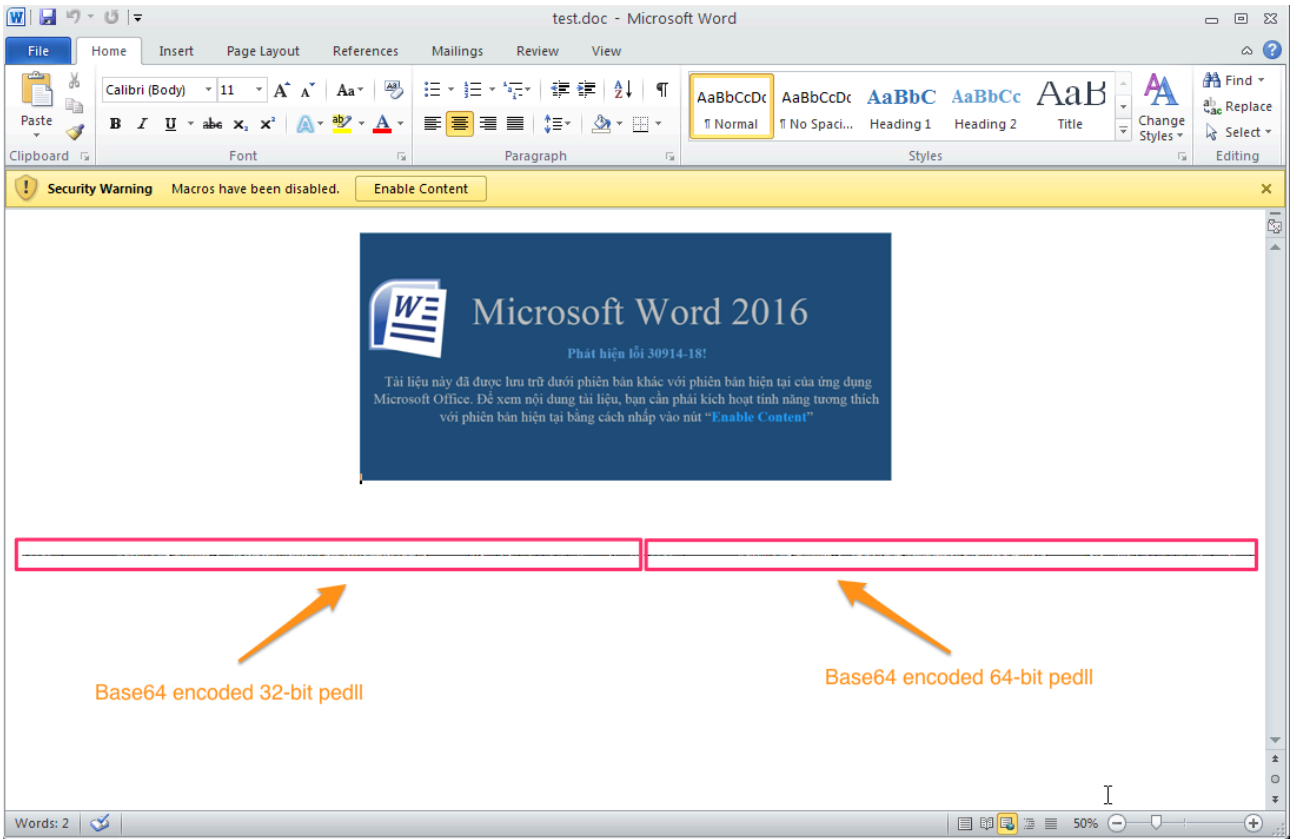 test.doc - Microsoft Word
File Home Insert Page Layout References Mailings Review View
Calibri (Body) 11 A A Aa
Paste B I U abc X₂ X² A ab A
AaBbCcDc AaBbCcDc AaBbC AaBbCc AaB
¶ Normal ¶ No Spaci... Heading 1 Heading 2 Title
Change Styles
Find
Replace
Select
Clipboard Font Paragraph Styles Editing
Security Warning Macros have been disabled. Enable Content
Microsoft Word 2016
Phát hiện lỗi 30914-18!
Tài liệu này đã được lưu trữ dưới phiên bản khác với phiên bản hiện tại của ứng dụng
Microsoft Office. Để xem nội dung tài liệu, bạn cần phải kích hoạt tính năng tương thích
với phiên bản hiện tại bằng cách nhấp vào nút “Enable Content”
Base64 encoded 32-bit pedll
Base64 encoded 64-bit pedll
Words: 2
50%